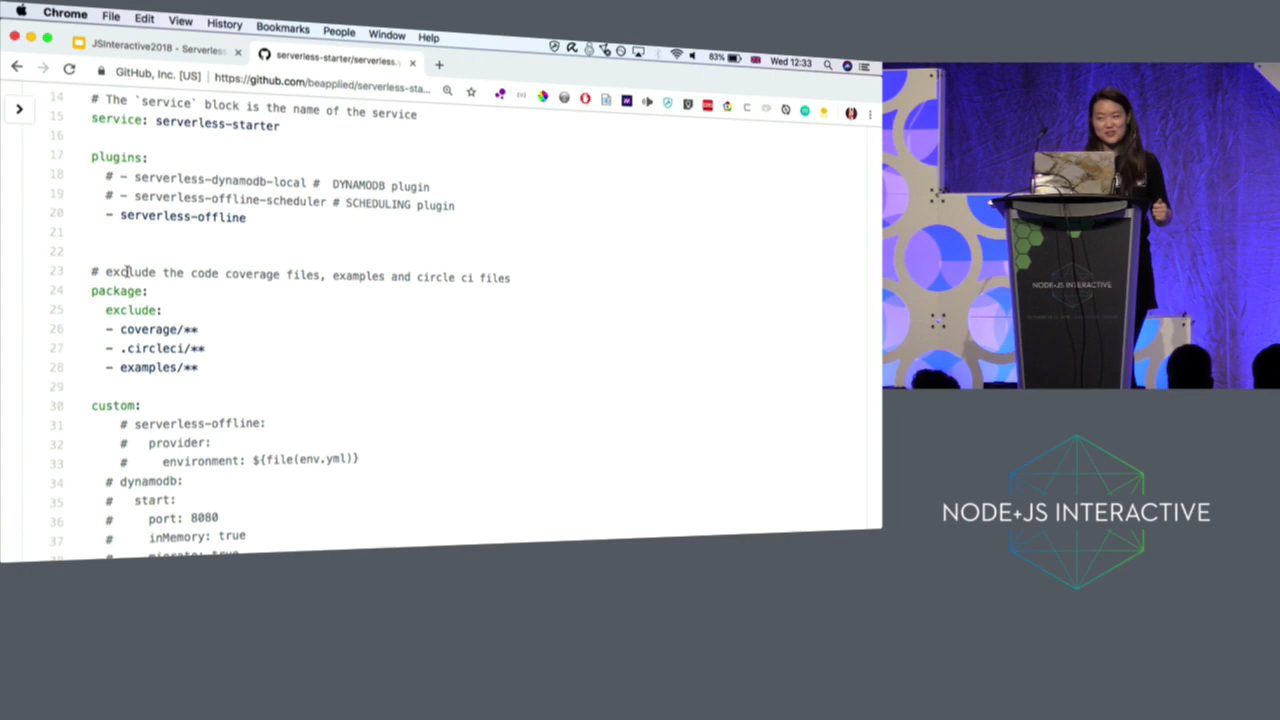 Chrome File Edit View History Bookmarks People Window Help
83% Wed 12:33
JSInteractive2018 - Serverless
serverless-starter/serverless.
GitHub, Inc. [US] https://github.com/beapplied/serverless-sta...
14 # The `service` block is the name of the service
15 service: serverless-starter
16
17 plugins:
18 # - serverless-dynamodb-local # DYNAMODB plugin
19 # - serverless-offline-scheduler # SCHEDULING plugin
20 - serverless-offline
21
22
23 # exclude the code coverage files, examples and circle ci files
24 package:
25 exclude:
26 - coverage/**
27 - .circleci/**
28 - examples/**
29
30 custom:
31 # serverless-offline:
32 # provider:
33 # environment: ${file(env.yml)}
34 # dynamodb:
35 # start:
36 # port: 8080
37 # inMemory: true
# migrate: true
NODE+JS INTERACTIVE
NODE+JS INTERACTIVE